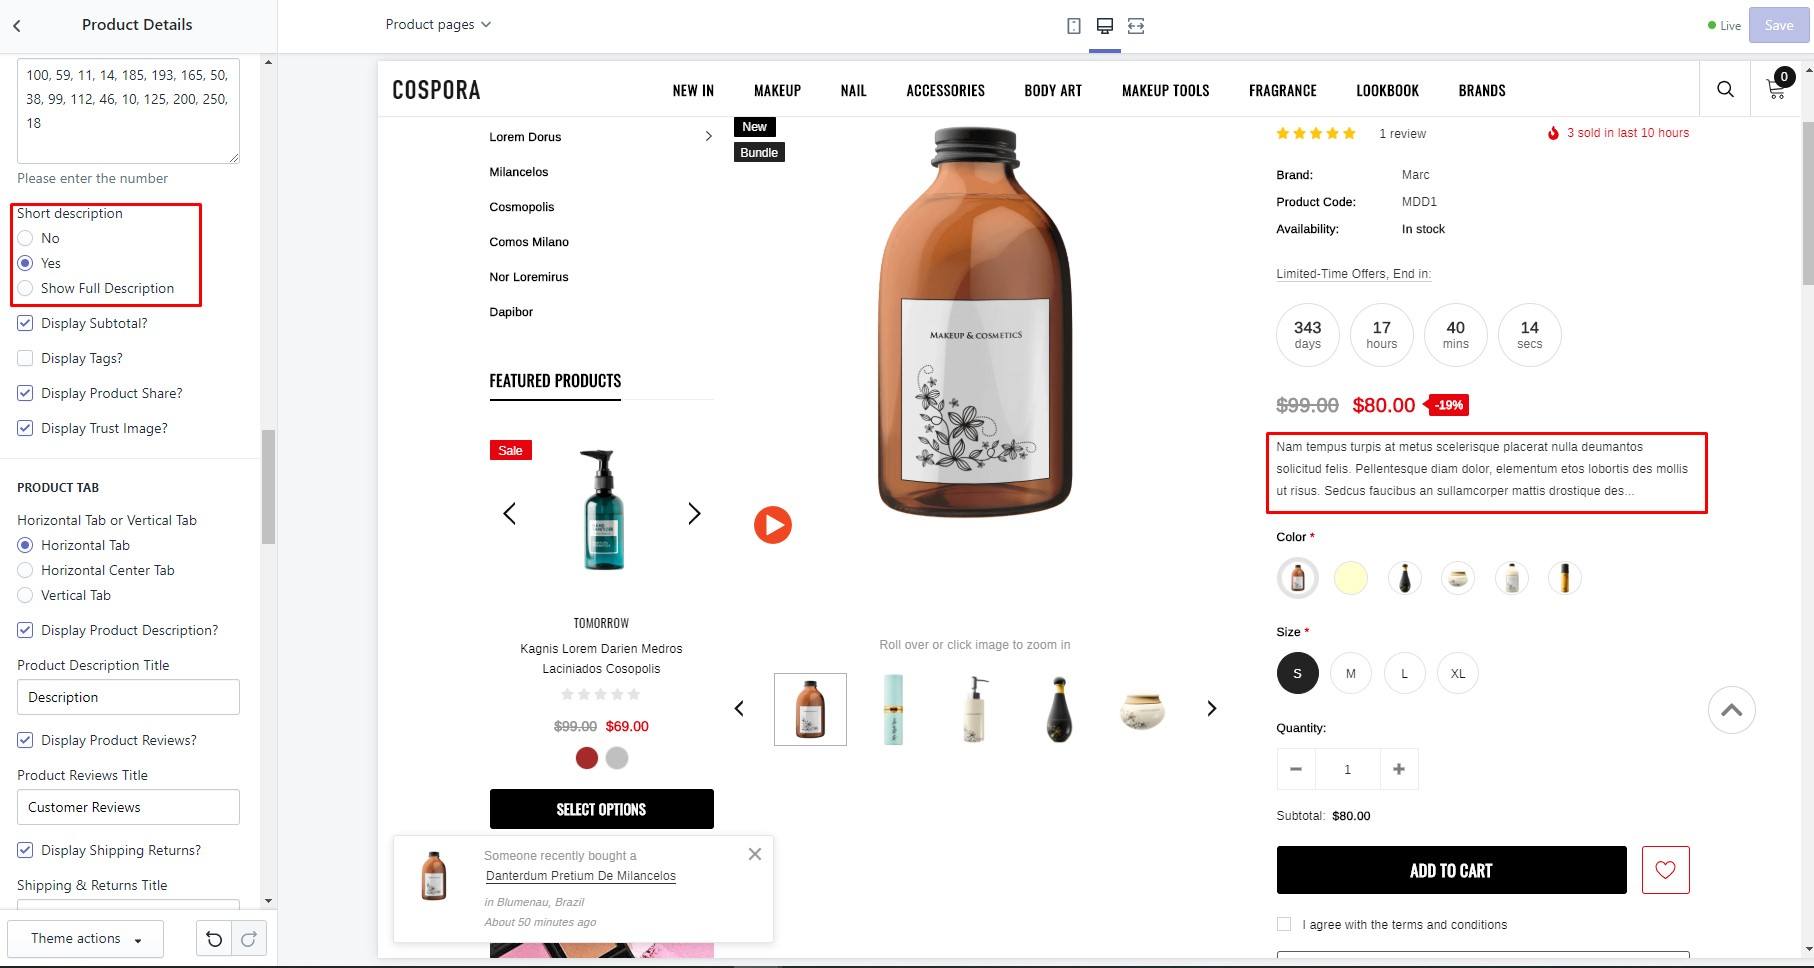 Product Details
Product pages
Live
Save
100, 59, 11, 14, 185, 193, 165, 50,
38, 99, 112, 46, 10, 125, 200, 250,
18
Please enter the number
Short description
No
Yes
Show Full Description
Display Subtotal?
Display Tags?
Display Product Share?
Display Trust Image?
PRODUCT TAB
Horizontal Tab or Vertical Tab
Horizontal Tab
Horizontal Center Tab
Vertical Tab
Display Product Description?
Product Description Title
Description
Display Product Reviews?
Product Reviews Title
Customer Reviews
Display Shipping Returns?
Shipping & Returns Title
Theme actions
COSPORA
NEW IN
MAKEUP
NAIL
ACCESSORIES
BODY ART
MAKEUP TOOLS
FRAGRANCE
LOOKBOOK
BRANDS
0
Lorem Dorus
Milancelos
Cosmopolis
Comos Milano
Nor Loremirus
Dapibor
FEATURED PRODUCTS
Sale
TOMORROW
Kagnis Lorem Darien Medros
Laciniados Cosopolis
$99.00 $69.00
SELECT OPTIONS
Someone recently bought a
Danterdum Pretium De Milancelos
in Blumenau, Brazil
About 50 minutes ago
New
Bundle
MAKEUP & COSMETICS
Roll over or click image to zoom in
1 review
3 sold in last 10 hours
Brand: Marc
Product Code: MDD1
Availability: In stock
Limited-Time Offers, End in:
343
days
17
hours
40
mins
14
secs
$99.00 $80.00 -19%
Nam tempus turpis at metus scelerisque placerat nulla deumantos
solicitud felis. Pellentesque diam dolor, elementum etos lobortis des mollis
ut risus. Sedcus faucibus an sullamcorper mattis drostique des...
Color *
Size *
S
M
L
XL
Quantity:
1
Subtotal: $80.00
ADD TO CART
I agree with the terms and conditions